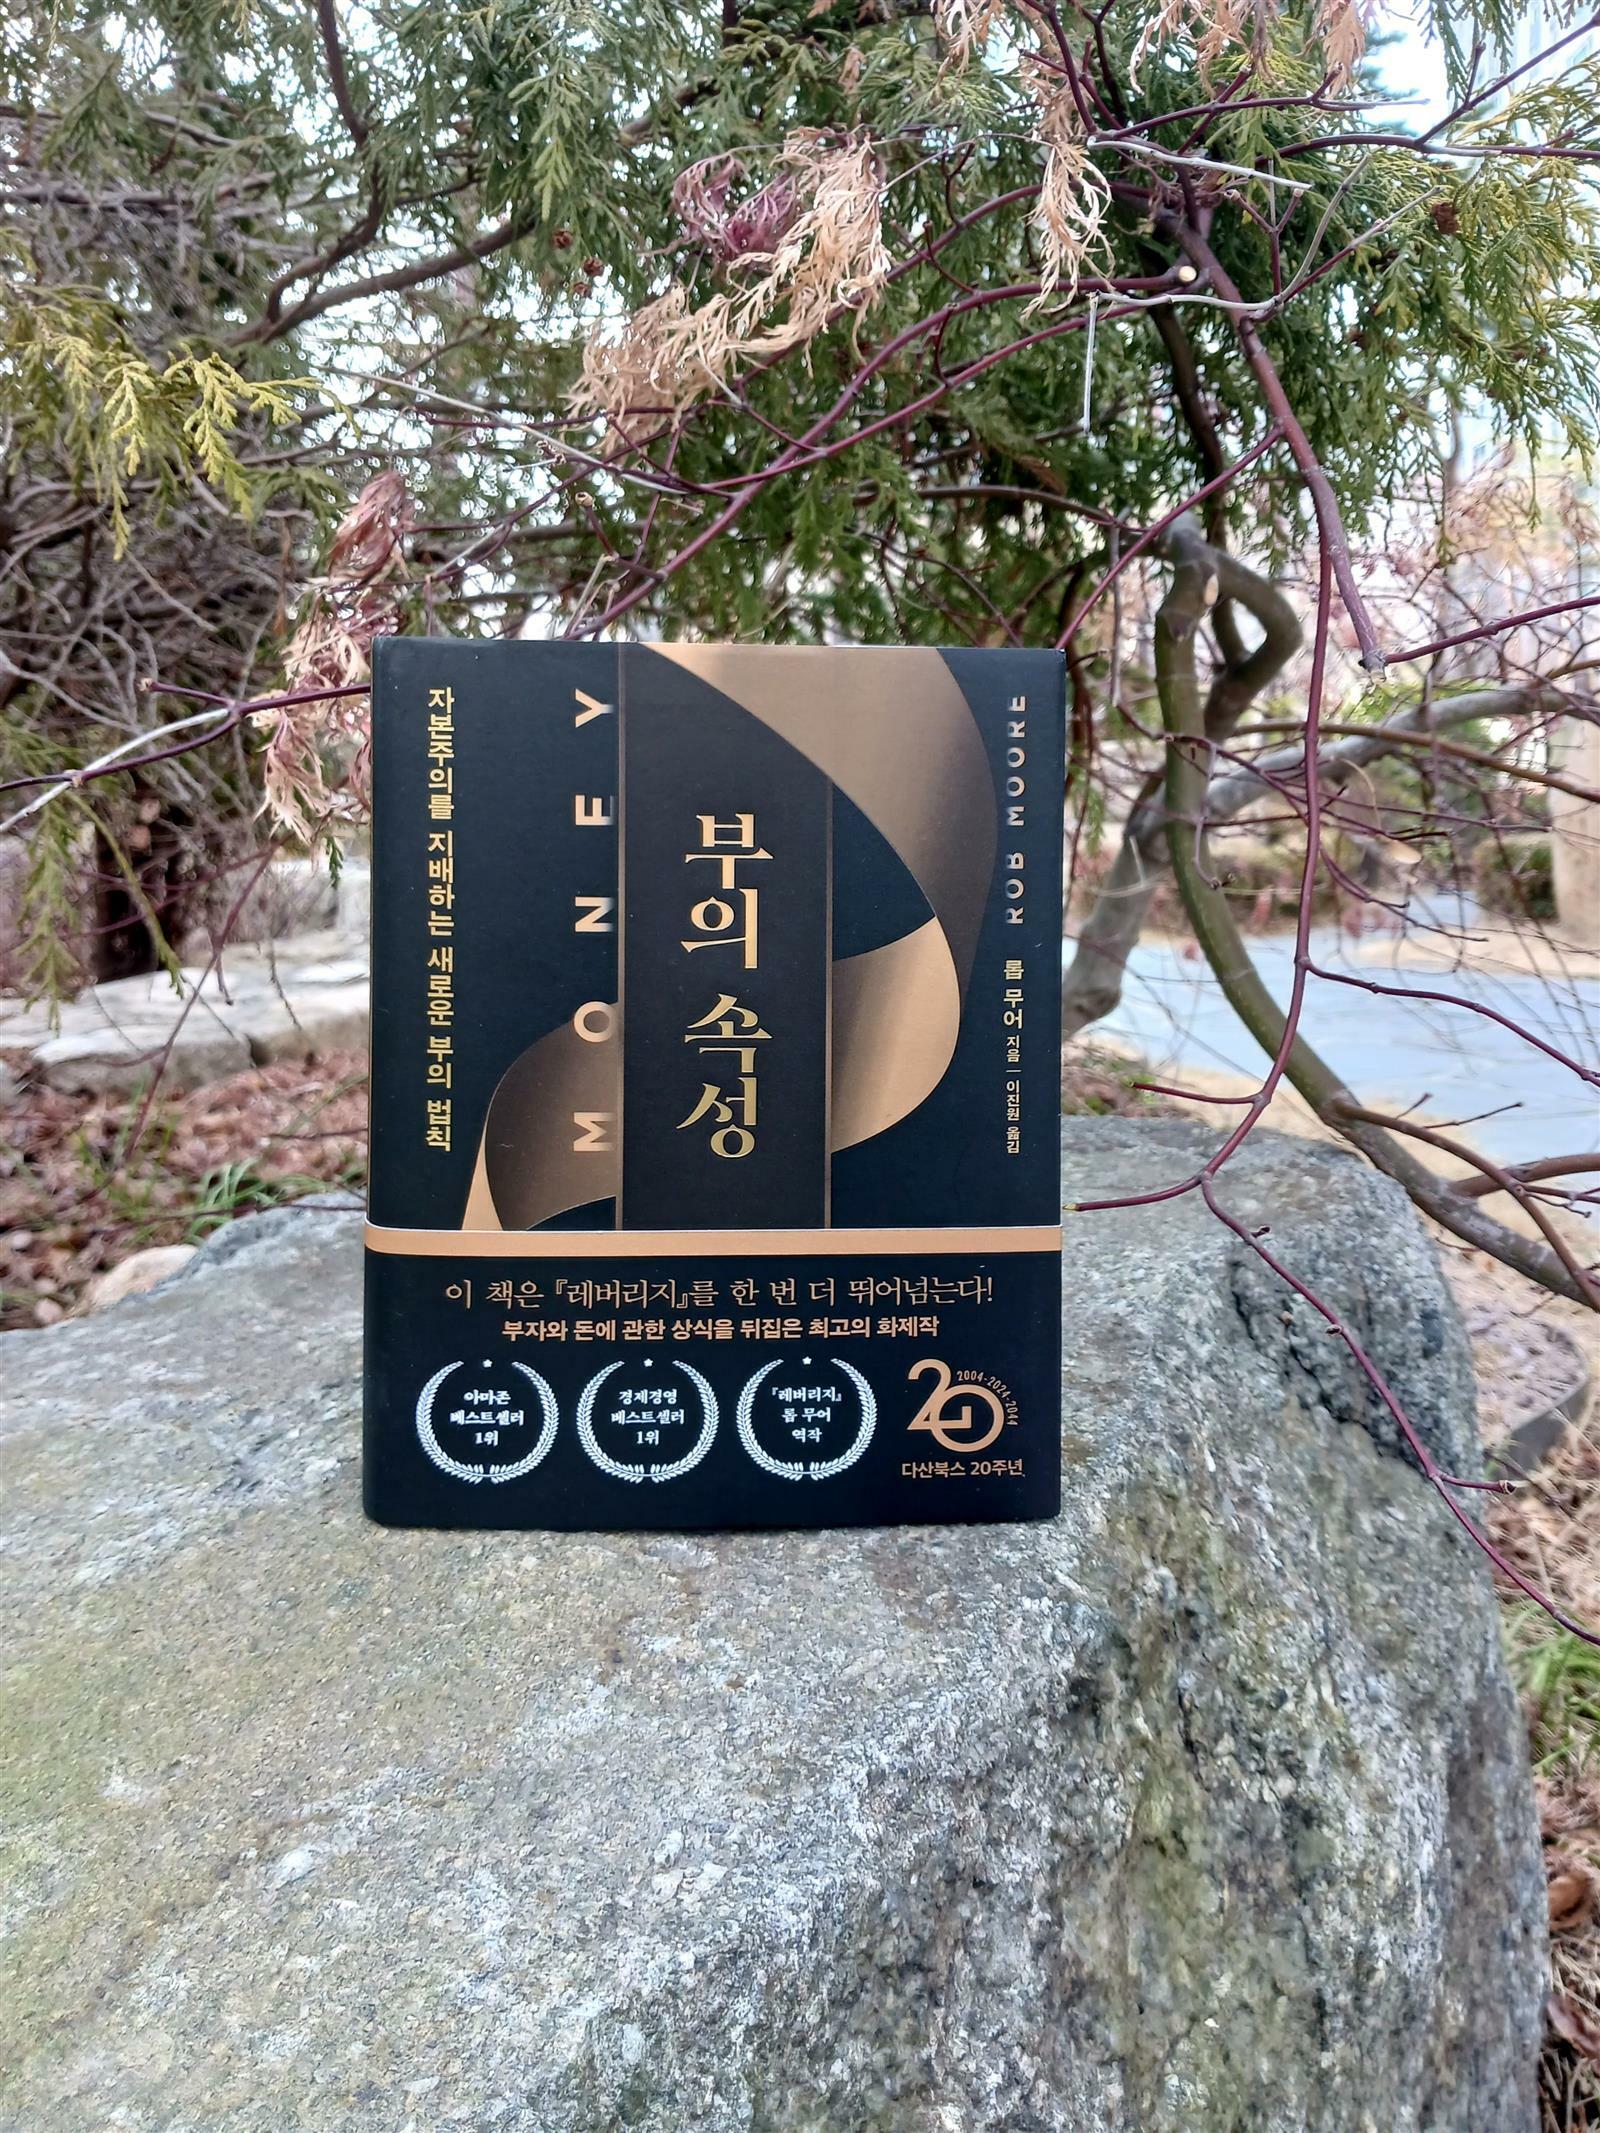 자본주의를 지배하는 새로운 부의 법칙
MONEY
부의 속성
ROB MOORE
롭 무어 지음 | 이진원 옮김
이 책은 『레버리지』를 한 번 더 뛰어넘는다!
부자와 돈에 관한 상식을 뒤집은 최고의 화제작
아마존
베스트셀러
1위
경제경영
베스트셀러
1위
『레버리지』
롭 무어
역작
20
2004-2024-2044
다산북스 20주년